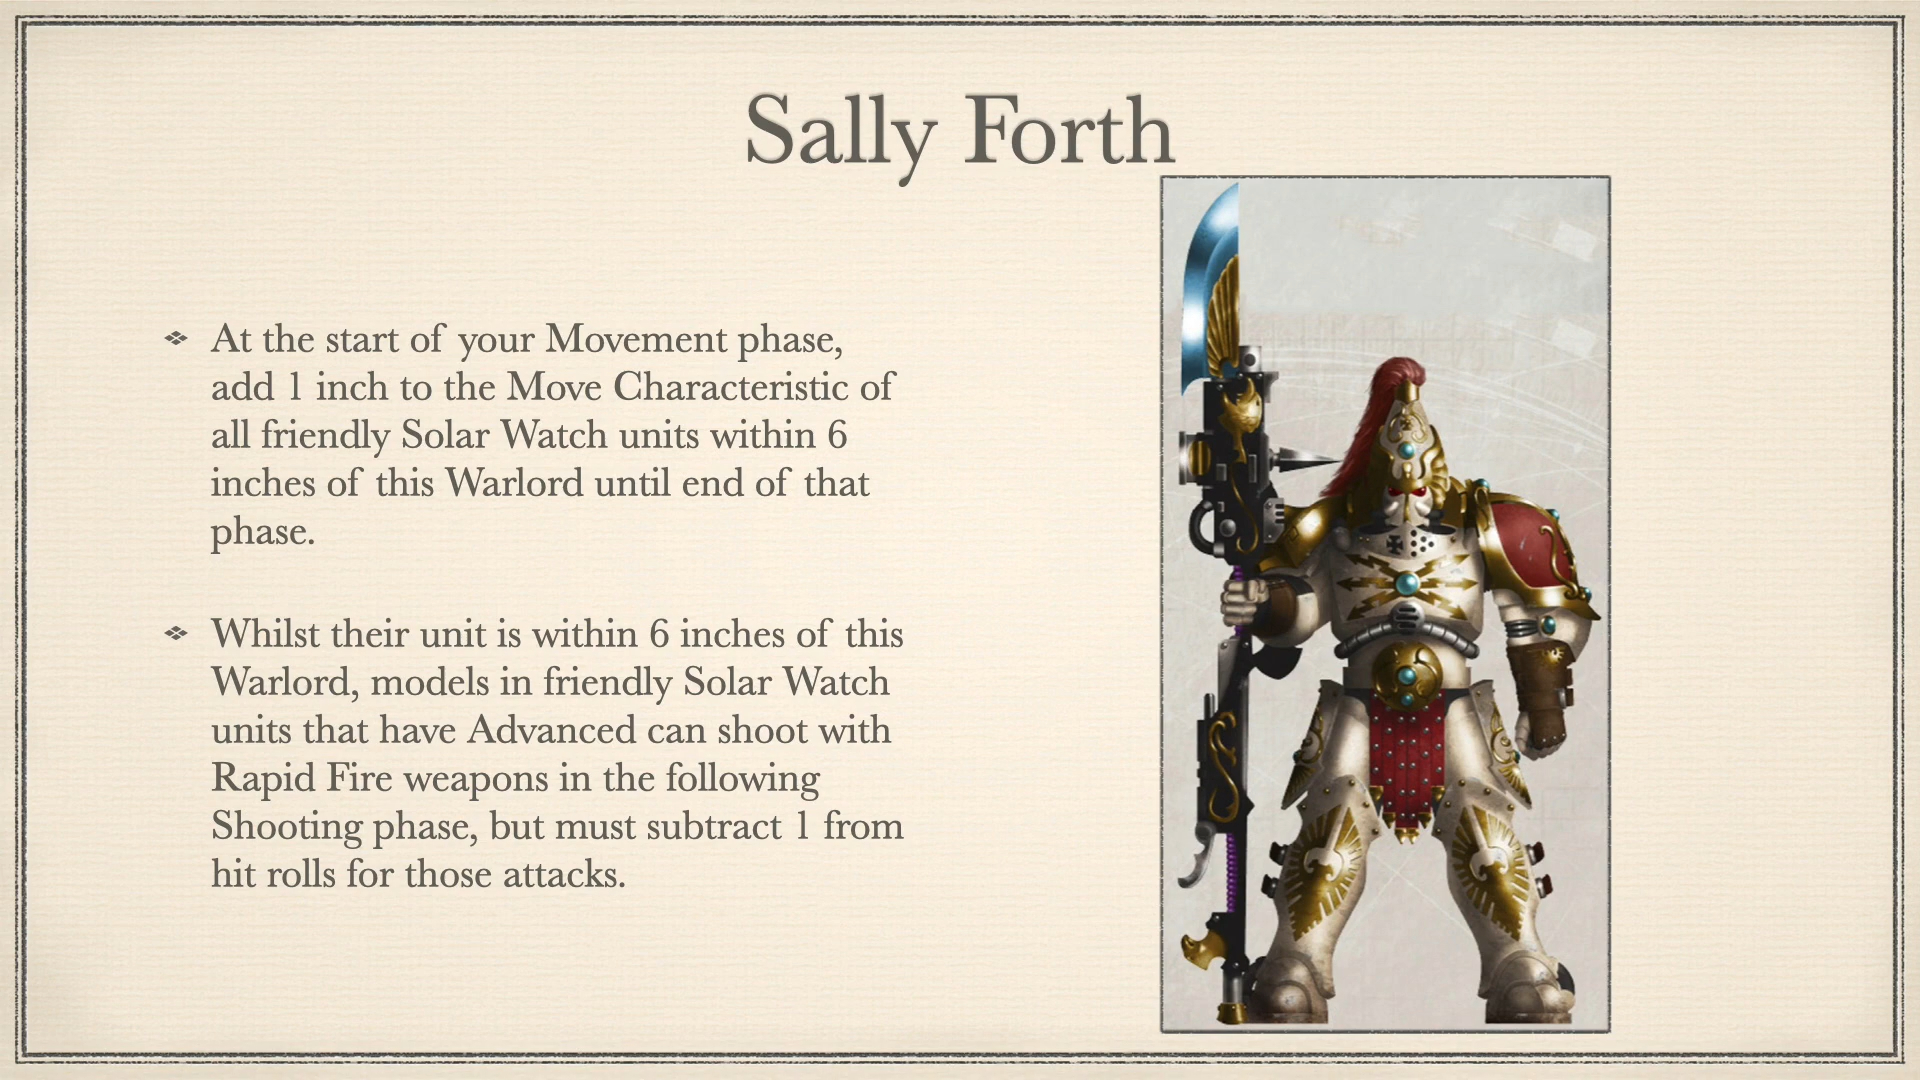 Sally Forth
At the start of your Movement phase,
add 1 inch to the Move Characteristic of
all friendly Solar Watch units within 6
inches of this Warlord until end of that
phase.
Whilst their unit is within 6 inches of this
Warlord, models in friendly Solar Watch
units that have Advanced can shoot with
Rapid Fire weapons in the following
Shooting phase, but must subtract 1 from
hit rolls for those attacks.